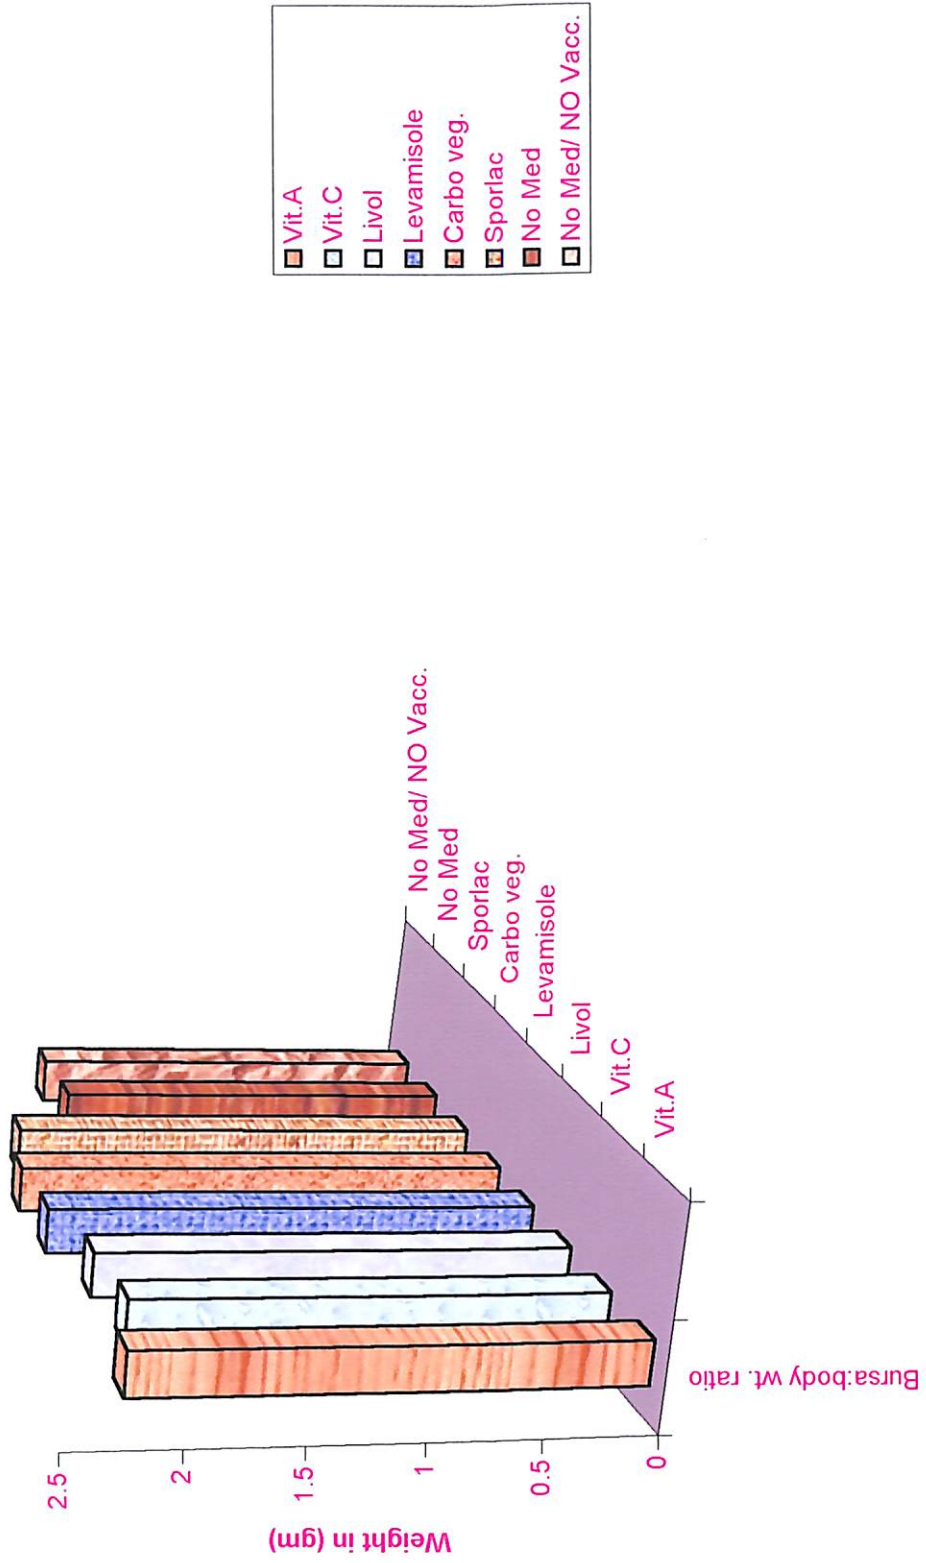 2.5
2
1.5
1
0.5
0
Weight in (gm)
Bursa:body wt. ratio
No Med/ NO Vacc.
No Med
Sporlac
Carbo veg.
Levamisole
Livol
Vit.C
Vit.A
Vit.A
Vit.C
Livol
Levamisole
Carbo veg.
Sporlac
No Med
No Med/ NO Vacc.